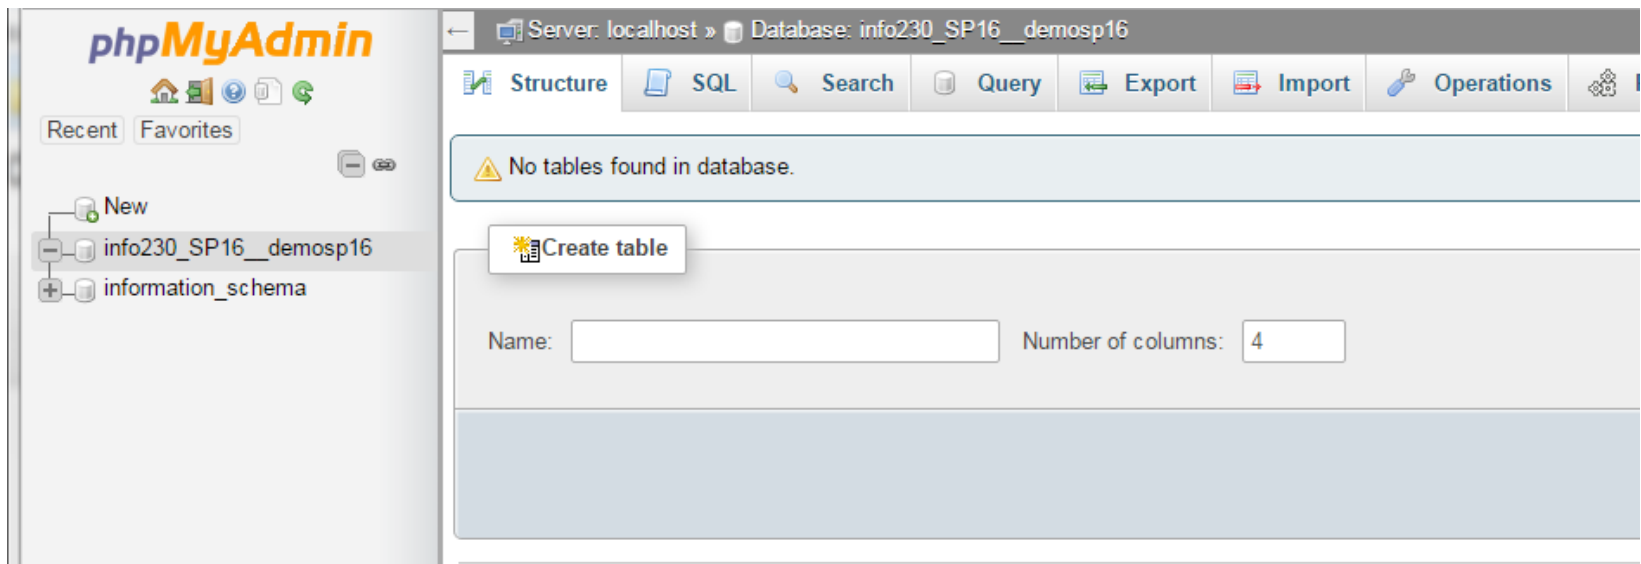 phpMyAdmin
Recent Favorites
New
info230_SP16__demosp16
information_schema
← Server: localhost » Database: info230_SP16__demosp16
Structure SQL Search Query Export Import Operations
No tables found in database.
Create table
Name: Number of columns: 4